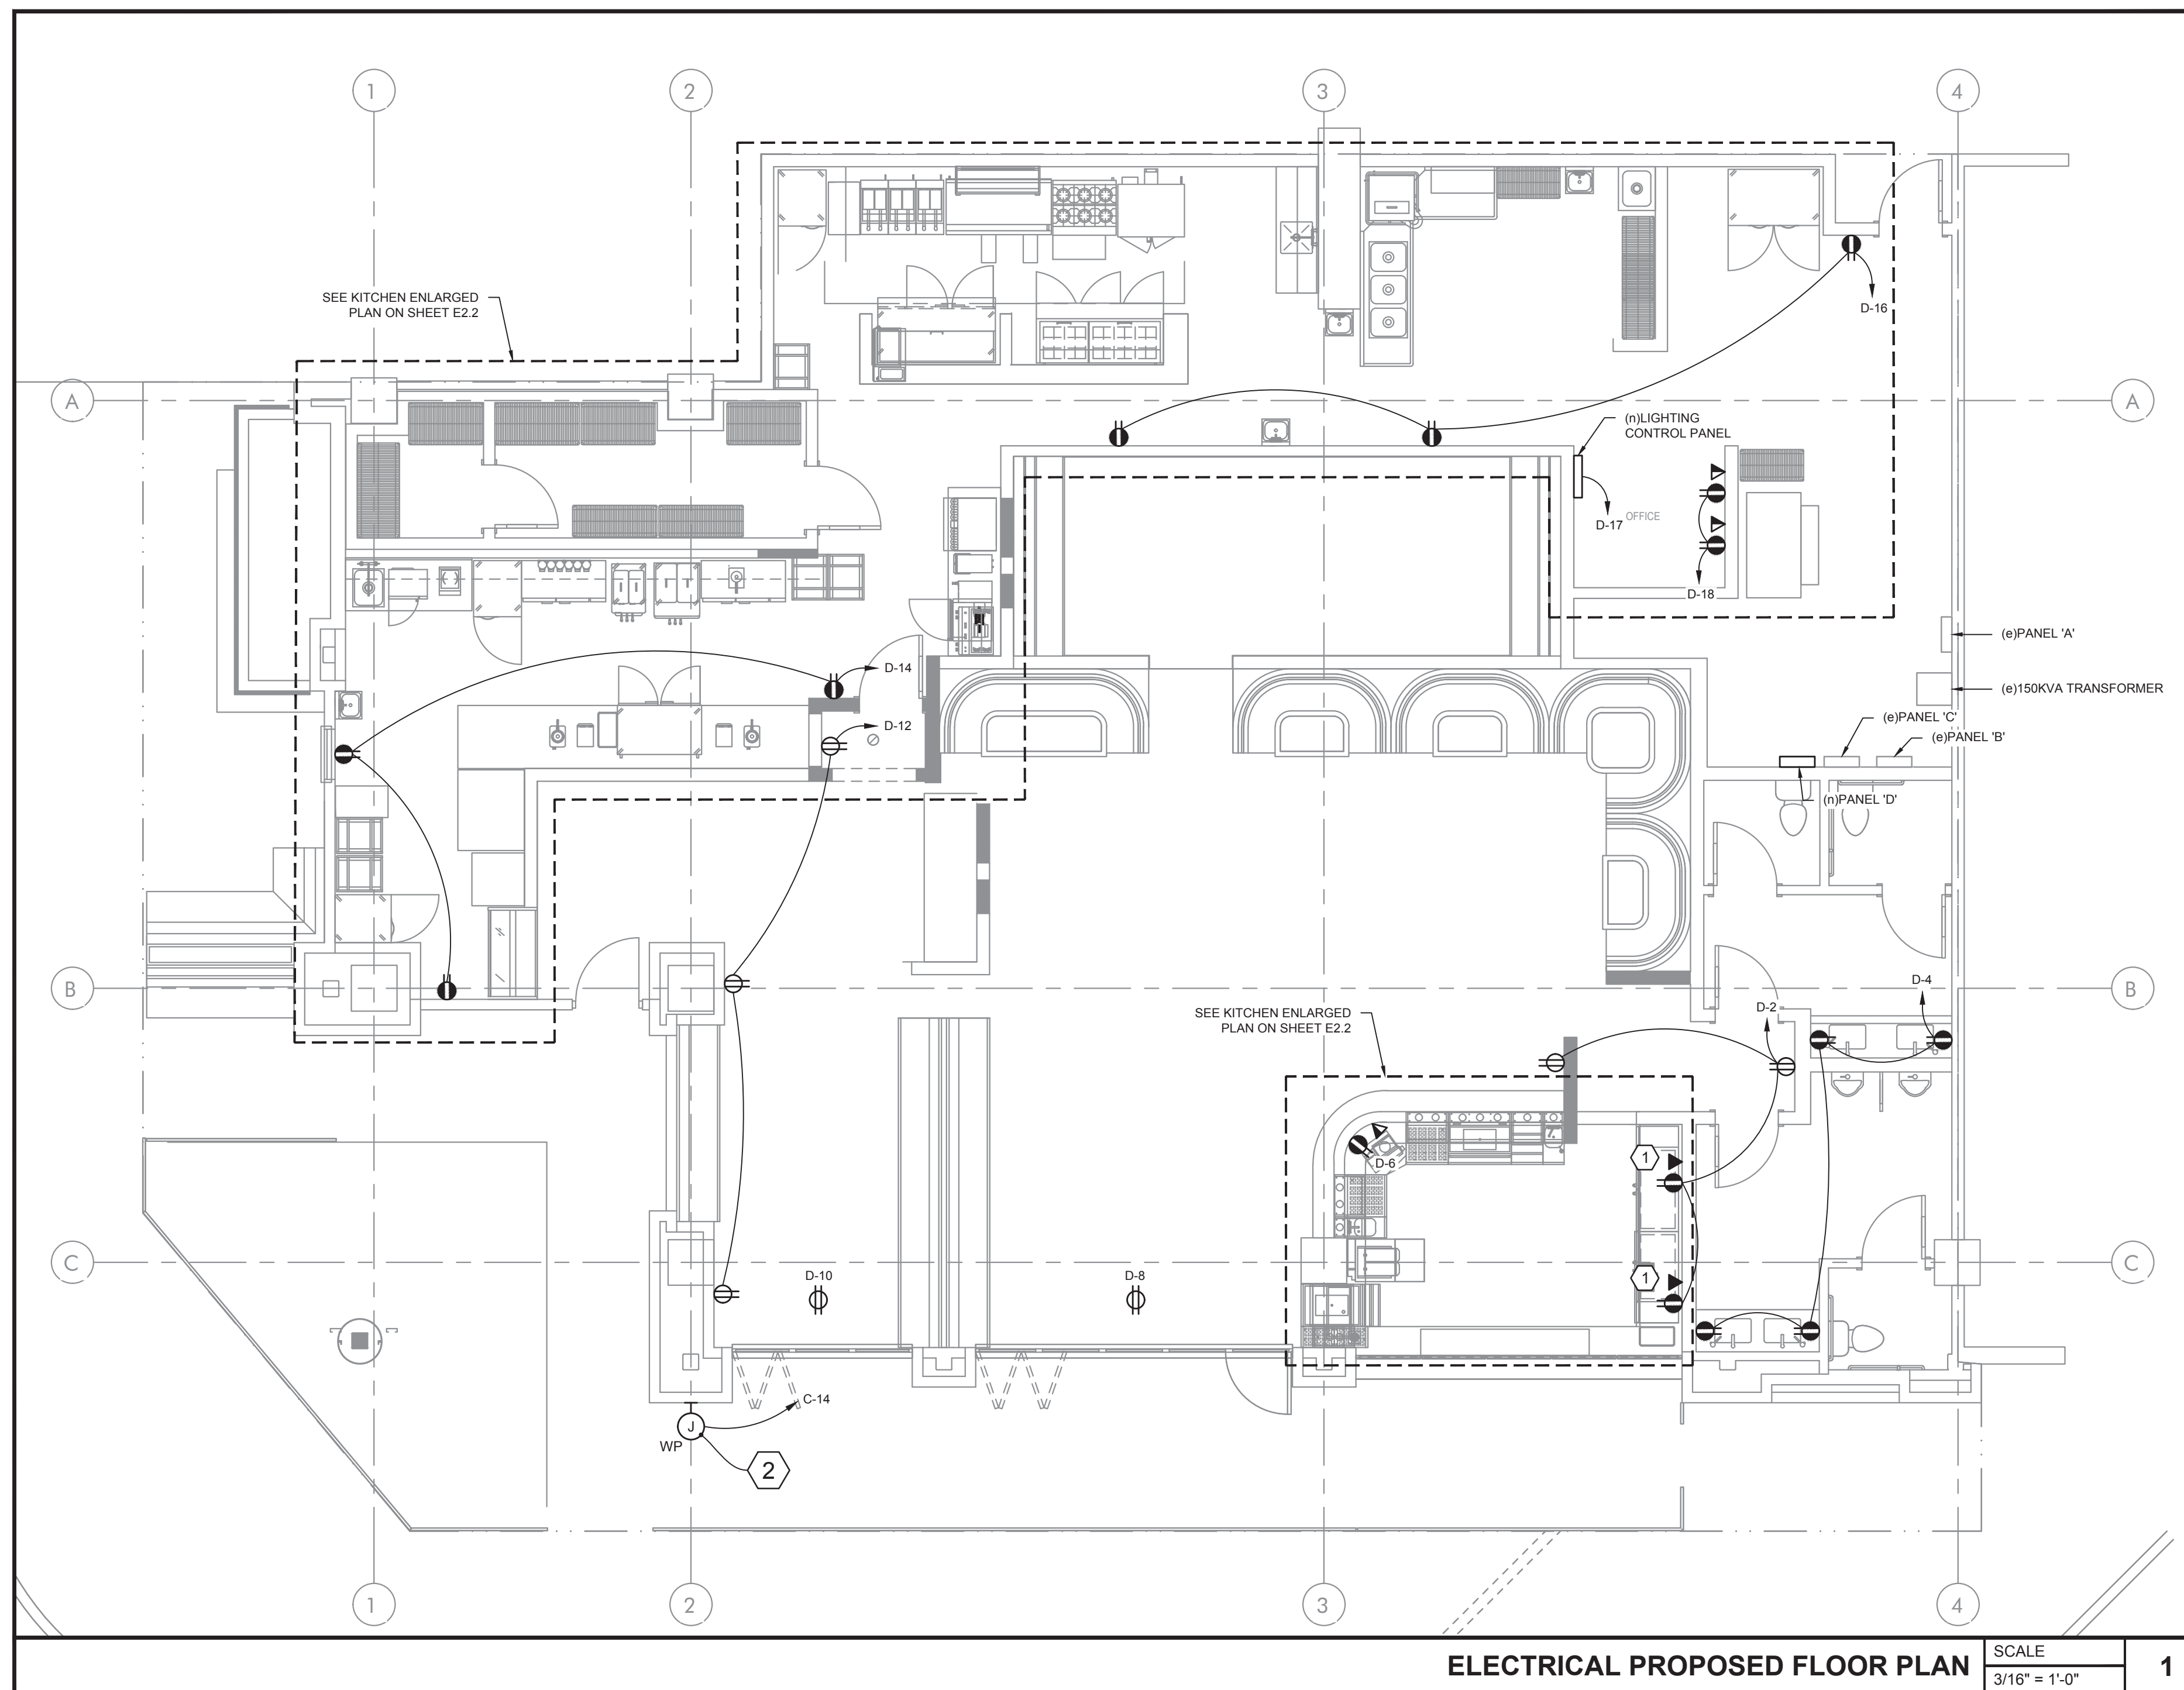 1
2
3
4
SEE KITCHEN ENLARGED
PLAN ON SHEET E2.2
D-16
A
A
(n)LIGHTING
CONTROL PANEL
D-17
OFFICE
D-18
(e)PANEL 'A'
D-14
(e)150KVA TRANSFORMER
(e)PANEL 'C'
D-12
(e)PANEL 'B'
(n)PANEL 'D'
B
B
D-4
D-2
SEE KITCHEN ENLARGED
PLAN ON SHEET E2.2
1
D-6
C
C
D-10
D-8
1
C-14
J
WP
2
1
2
3
4
ELECTRICAL PROPOSED FLOOR PLAN
SCALE
3/16" = 1'-0"
1